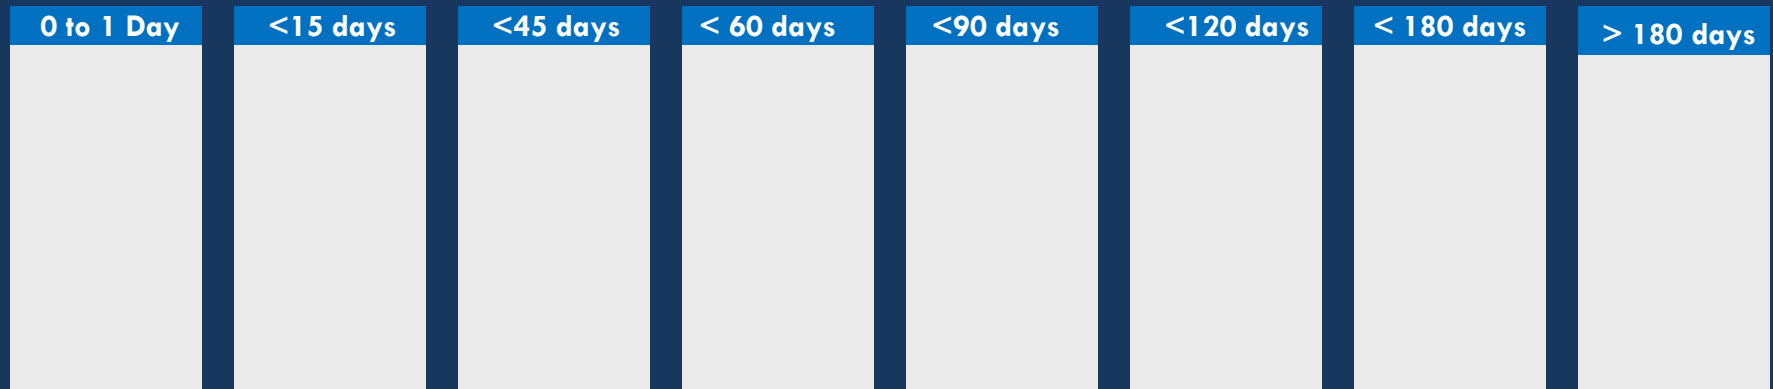 0 to 1 Day
<15 days
<45 days
< 60 days
<90 days
<120 days
< 180 days
> 180 days